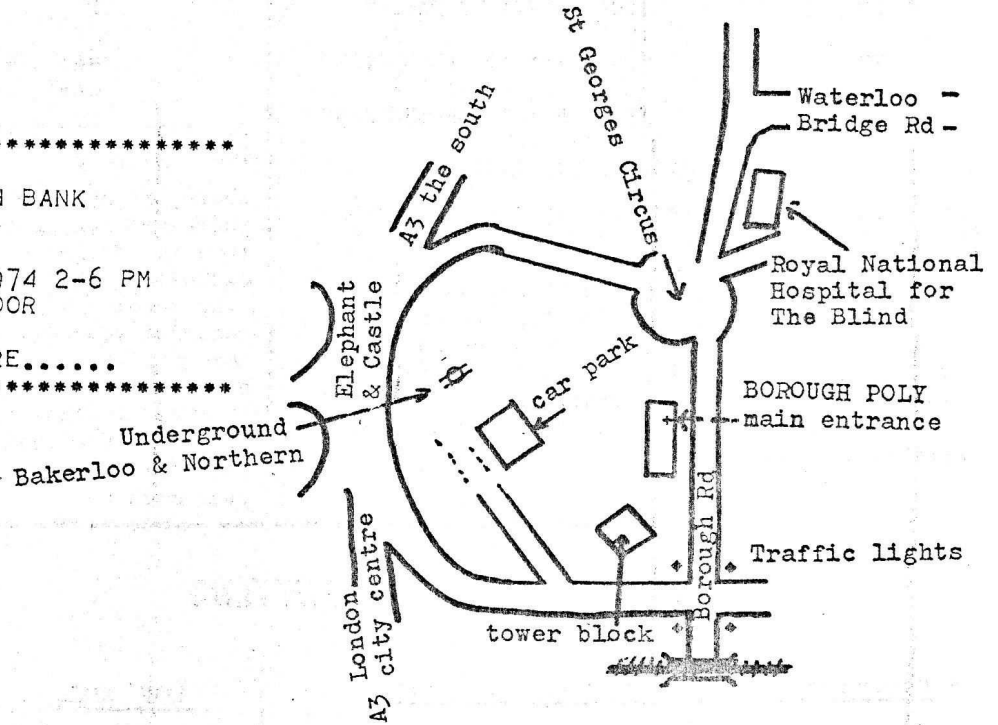 ******************
BANK
974 2-6 PM
RE......
******************
St Georges Circus
Waterloo
Bridge Rd
A3 the south
Royal National
Hospital for
The Blind
Elephant
& Castle
car park
BOROUGH POLY
main entrance
Underground
Bakerloo & Northern
Borough Rd
Traffic lights
tower block
A3 London
city centre